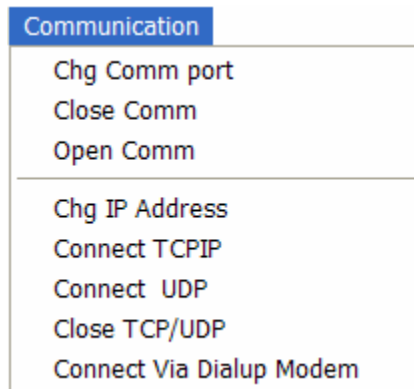 Communication
Chg Comm port
Close Comm
Open Comm
Chg IP Address
Connect TCPIP
Connect  UDP
Close TCP/UDP
Connect Via Dialup Modem